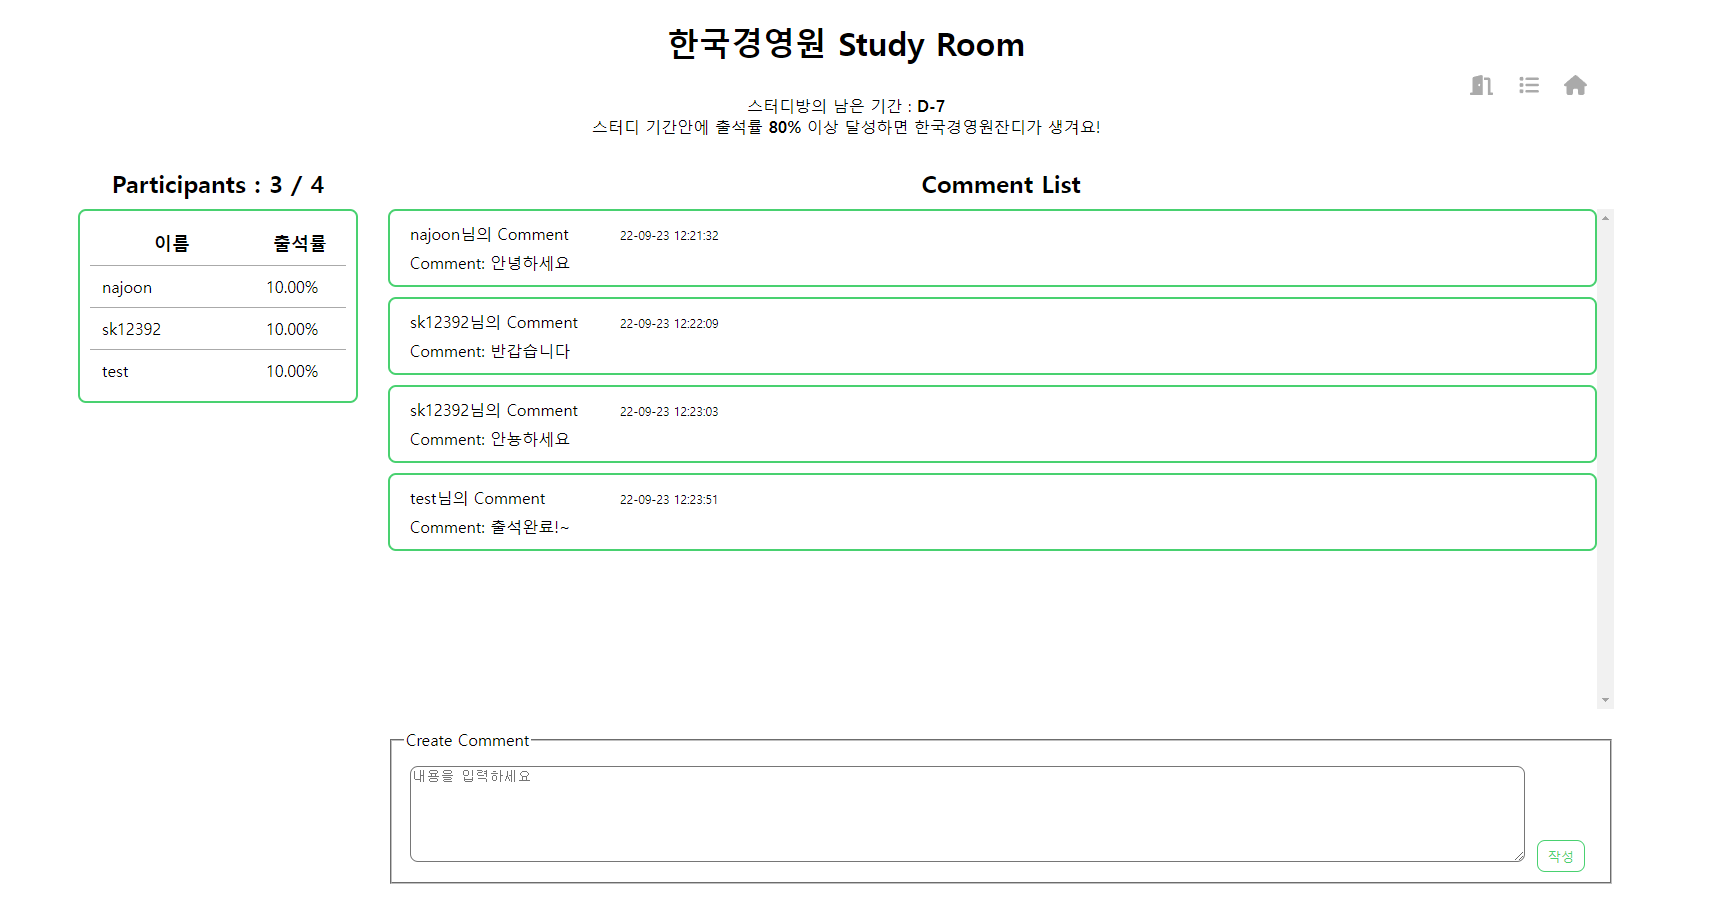 한국경영원 Study Room
스터디방의 남은 기간 : D-7
스터디 기간안에 출석률 80% 이상 달성하면 한국경영원잔디가 생겨요!
Participants : 3 / 4
이름 출석률
najoon 10.00%
sk12392 10.00%
test 10.00%
Comment List
najoon님의 Comment 22-09-23 12:21:32
Comment: 안녕하세요
sk12392님의 Comment 22-09-23 12:22:09
Comment: 반갑습니다
sk12392님의 Comment 22-09-23 12:23:03
Comment: 안뇽하세요
test님의 Comment 22-09-23 12:23:51
Comment: 출석완료!~
Create Comment
내용을 입력하세요
작성